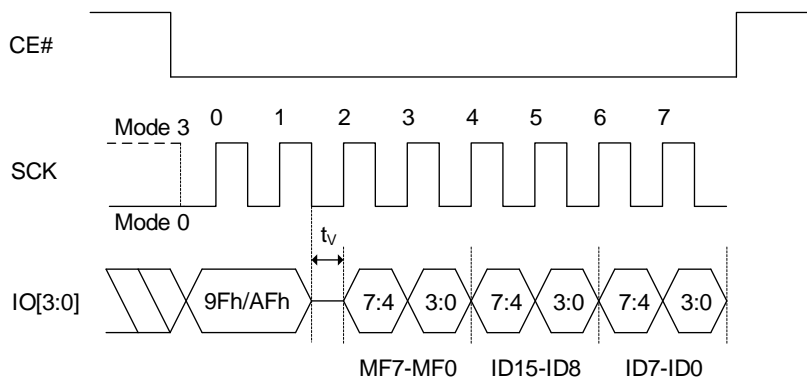 CE#
0 1 2 3 4 5 6 7
Mode 3
SCK
Mode 0
tV
IO[3:0] 9Fh/AFh 7:4 3:0 7:4 3:0 7:4 3:0
MF7-MF0 ID15-ID8 ID7-ID0